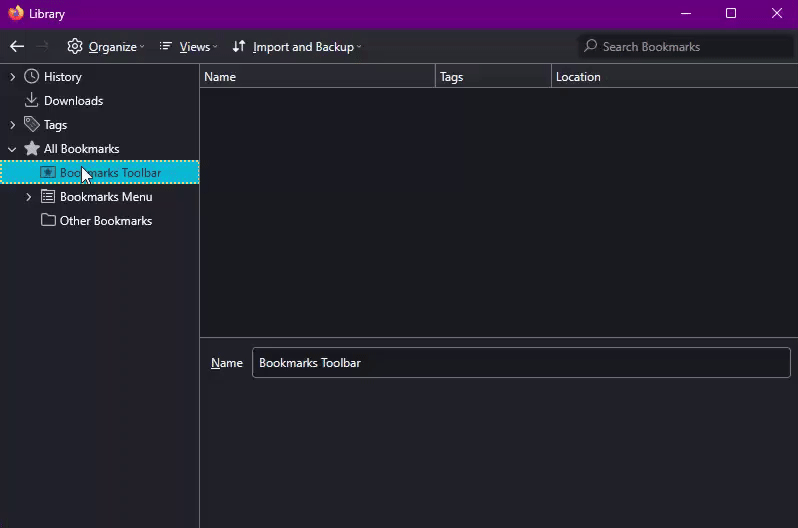 Library
Organize Views Import and Backup Search Bookmarks
History
Downloads
Tags
All Bookmarks
Bookmarks Toolbar
Bookmarks Menu
Other Bookmarks
Name Tags Location
Name Bookmarks Toolbar